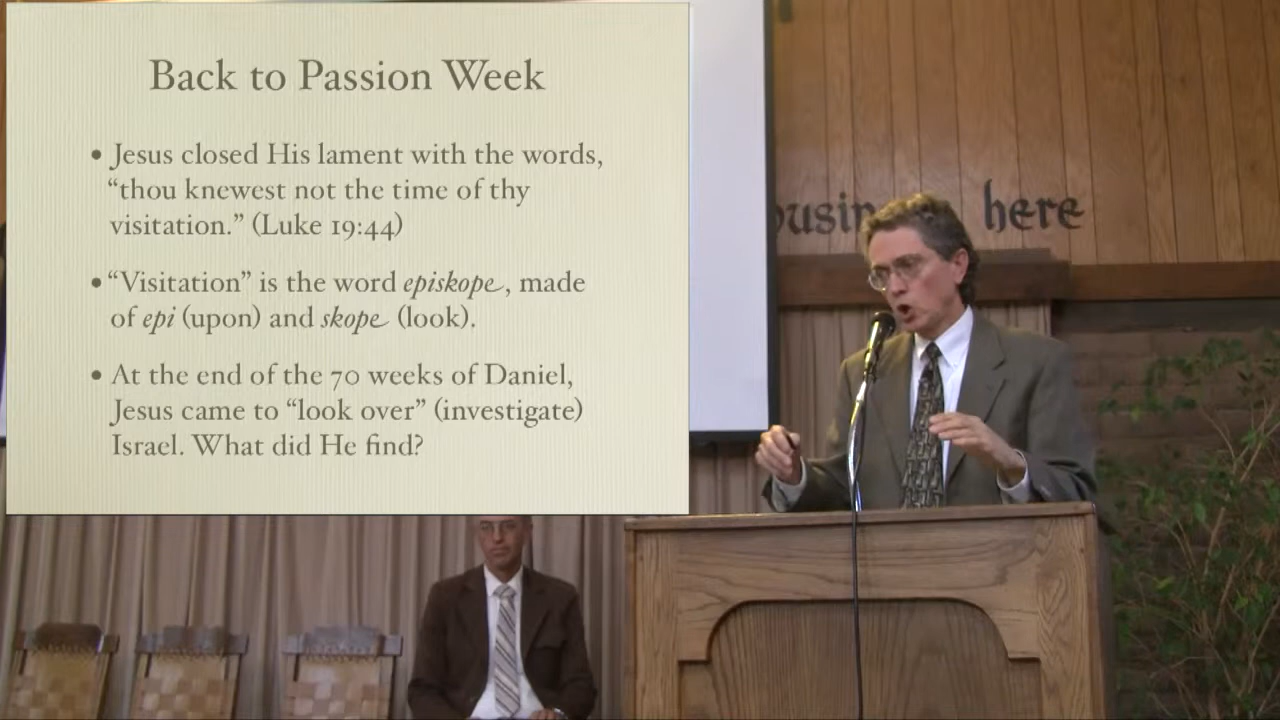 Back to Passion Week
• Jesus closed His lament with the words,
“thou knewest not the time of thy
visitation.” (Luke 19:44)
• “Visitation” is the word episkope, made
of epi (upon) and skope (look).
• At the end of the 70 weeks of Daniel,
Jesus came to “look over” (investigate)
Israel. What did He find?
here